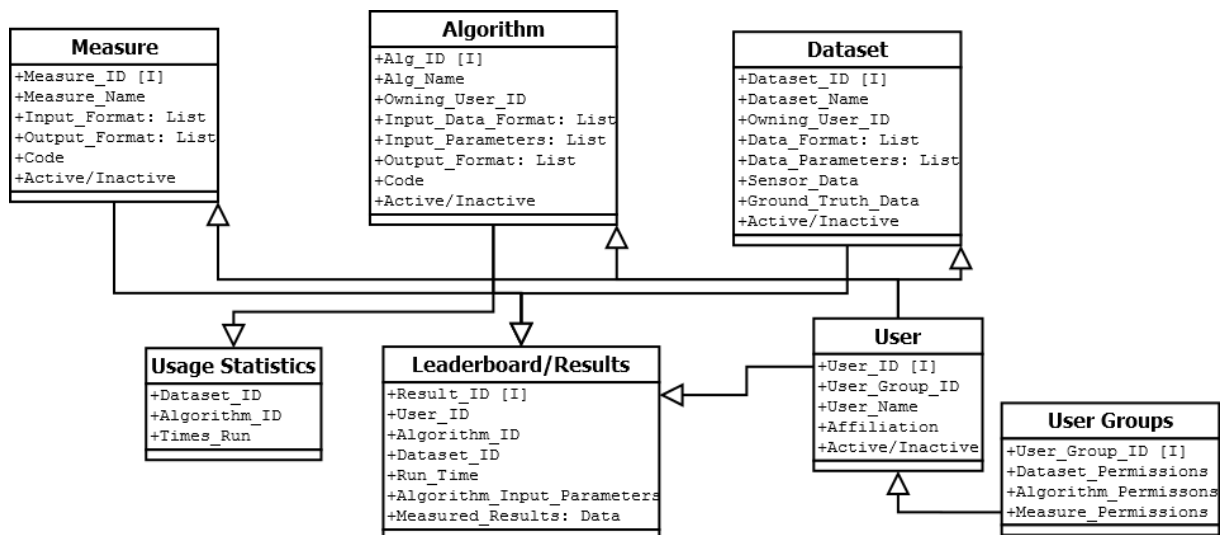 Measure
+Measure_ID [I]
+Measure_Name
+Input_Format: List
+Output_Format: List
+Code
+Active/Inactive
Algorithm
+Alg_ID [I]
+Alg_Name
+Owning_User_ID
+Input_Data_Format: List
+Input_Parameters: List
+Output_Format: List
+Code
+Active/Inactive
Dataset
+Dataset_ID [I]
+Dataset_Name
+Owning_User_ID
+Data_Format: List
+Data_Parameters: List
+Sensor_Data
+Ground_Truth_Data
+Active/Inactive
Usage Statistics
+Dataset_ID
+Algorithm_ID
+Times_Run
Leaderboard/Results
+Result_ID [I]
+User_ID
+Algorithm_ID
+Dataset_ID
+Run_Time
+Algorithm_Input_Parameters
+Measured_Results: Data
User
+User_ID [I]
+User_Group_ID
+User_Name
+Affiliation
+Active/Inactive
User Groups
+User_Group_ID [I]
+Dataset_Permissions
+Algorithm_Permissons
+Measure_Permissions